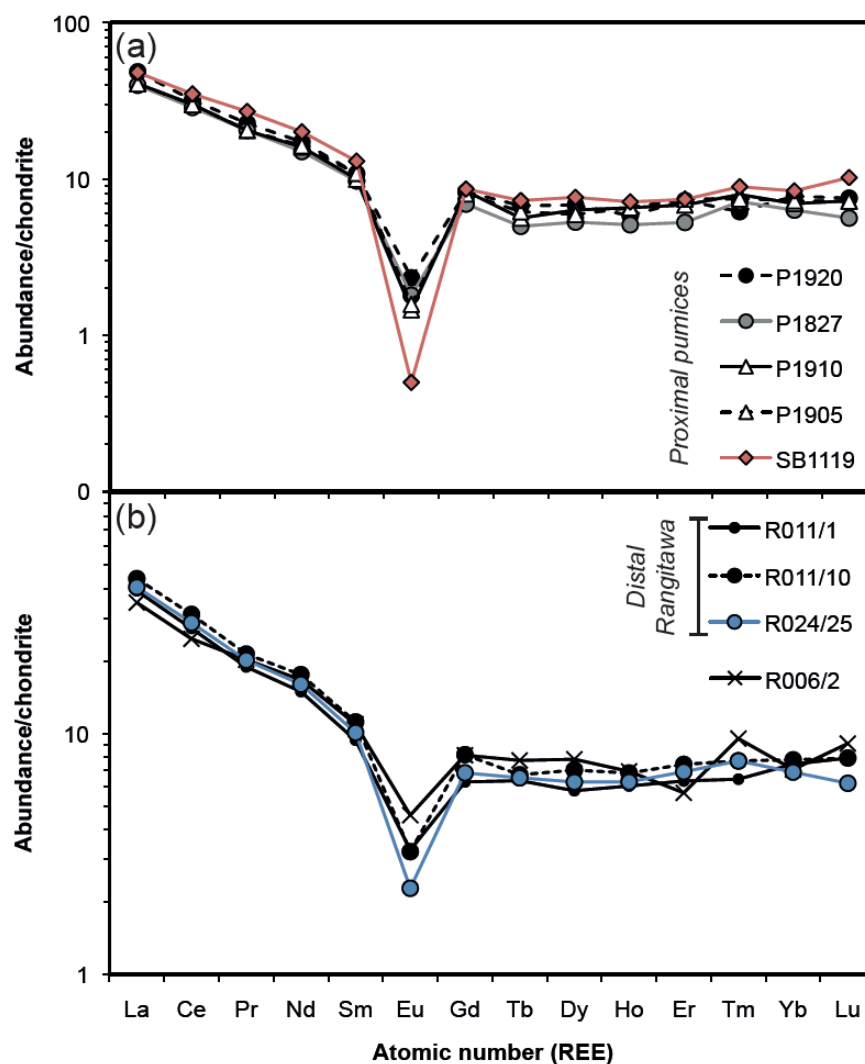 100
(a)
10
1
0
Abundance/chondrite
Proximal pumices
P1920
P1827
P1910
P1905
SB1119
(b)
10
1
Abundance/chondrite
Distal
Rangitawa
R011/1
R011/10
R024/25
R006/2
La Ce Pr Nd Sm Eu Gd Tb Dy Ho Er Tm Yb Lu
Atomic number (REE)